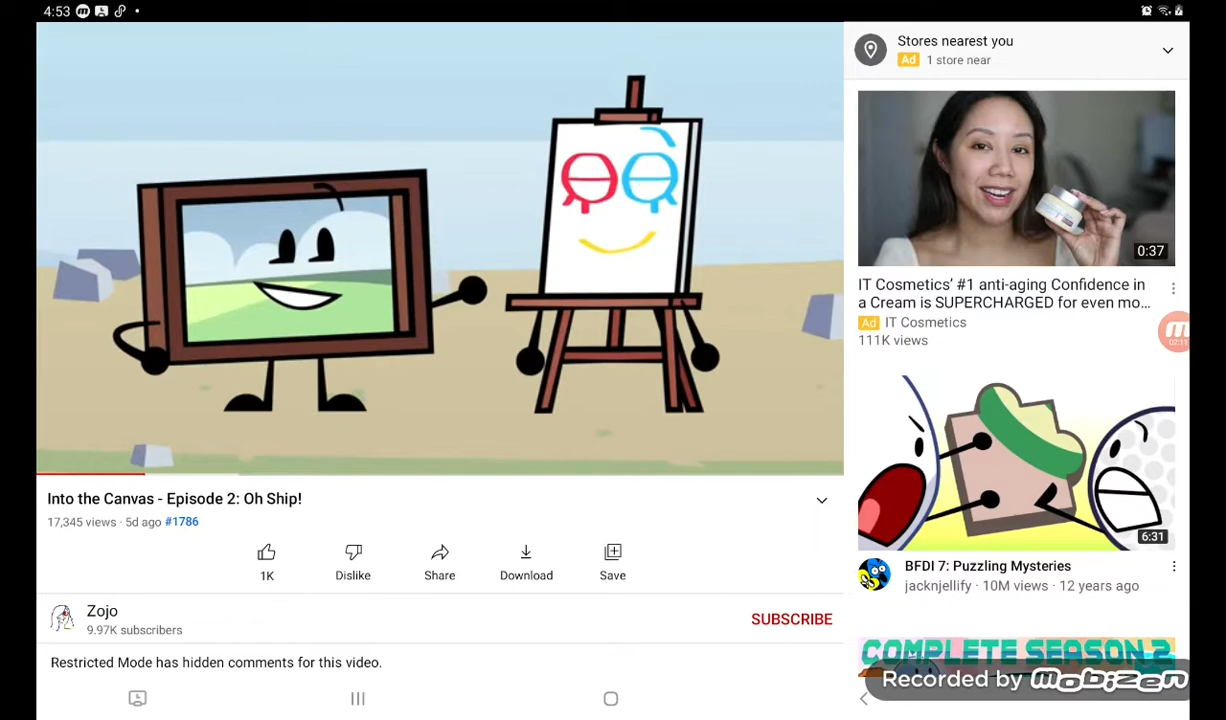 4:53
Into the Canvas - Episode 2: Oh Ship!
17,345 views · 5d ago #1786
1K
Dislike
Share
Download
Save
Zojo
9.97K subscribers
SUBSCRIBE
Restricted Mode has hidden comments for this video.
Stores nearest you
Ad 1 store near
0:37
IT Cosmetics’ #1 anti-aging Confidence in
a Cream is SUPERCHARGED for even mo...
Ad IT Cosmetics
111K views
02:11
6:31
BFDI 7: Puzzling Mysteries
jacknjellify · 10M views · 12 years ago
COMPLETE SEASON 2
Recorded by mobizen